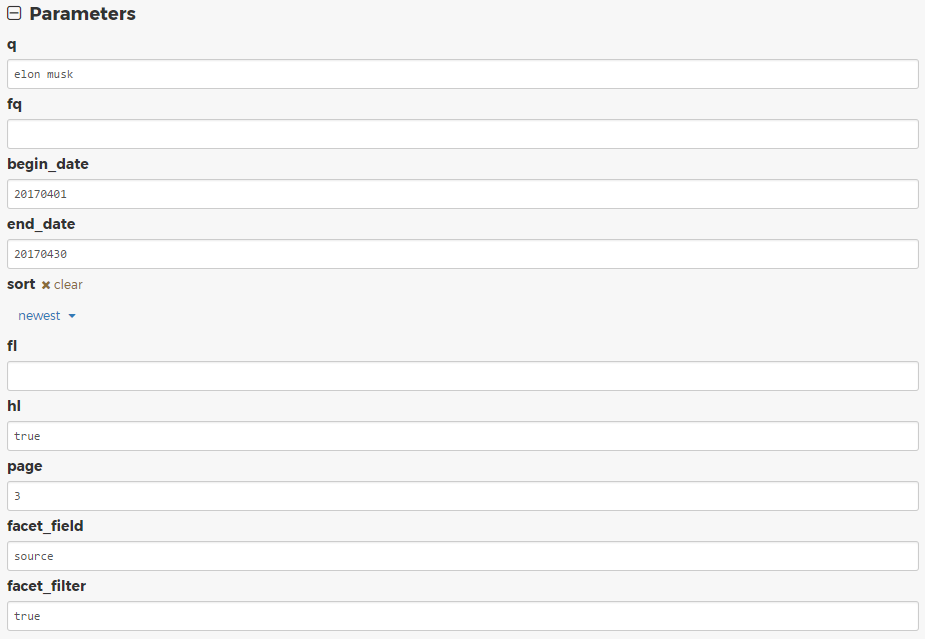 Parameters
q
elon musk
fq
begin_date
20170401
end_date
20170430
sort × clear
newest
fl
hl
true
page
3
facet_field
source
facet_filter
true